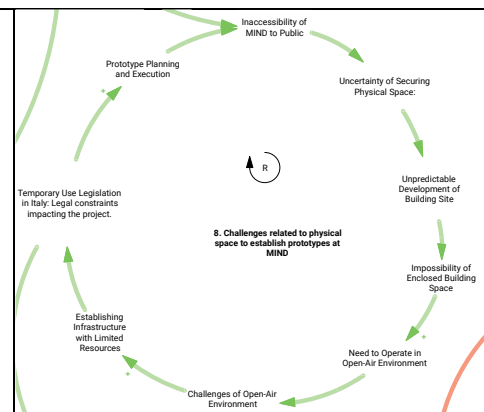 Inaccessibility of
MIND to Public
Prototype Planning
and Execution
Uncertainty of Securing
Physical Space:
+
R
Temporary Use Legislation
in Italy: Legal constraints
impacting the project.
Unpredictable
Development of
Building Site
8. Challenges related to physical
space to establish prototypes at
MIND
Impossibility of
Enclosed Building
Space
Establishing
Infrastructure
with Limited
Resources
+
Need to Operate in
Open-Air Environment
+
Challenges of Open-Air
Environment